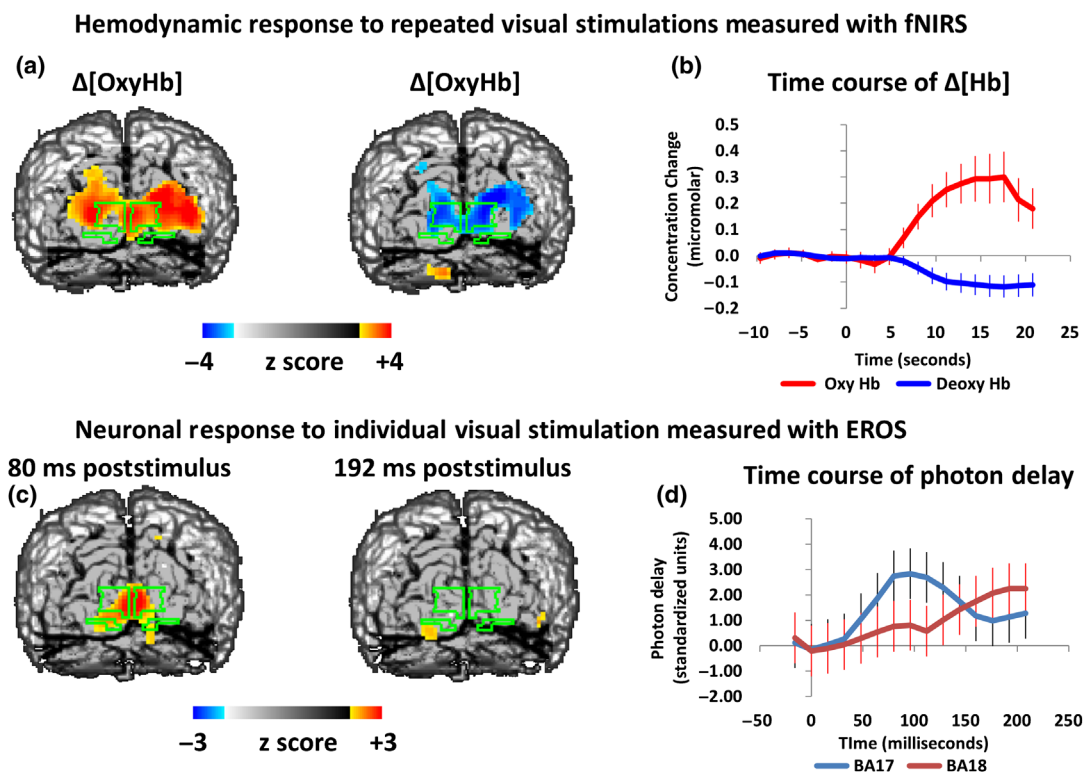 Hemodynamic response to repeated visual stimulations measured with fNIRS
(a)
Δ[OxyHb]
Δ[OxyHb]
−4 z score +4
(b)
Time course of Δ[Hb]
Concentration Change
(micromolar)
0.5
0.4
0.3
0.2
0.1
0.0
−0.1
−0.2
−10 −5 0 5 10 15 20 25
Time (seconds)
Oxy Hb Deoxy Hb
Neuronal response to individual visual stimulation measured with EROS
80 ms poststimulus
192 ms poststimulus
(c)
−3 z score +3
(d)
Time course of photon delay
Photon delay
(standardized units)
5.00
4.00
3.00
2.00
1.00
0.00
−1.00
−2.00
−50 0 50 100 150 200 250
TIme (milliseconds)
BA17 BA18